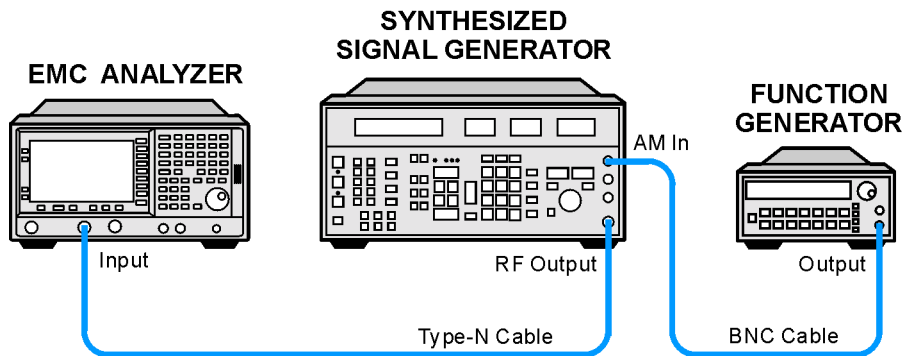 SYNTHESIZED
SIGNAL GENERATOR
EMC ANALYZER
FUNCTION
GENERATOR
AM In
Input
RF Output
Output
Type-N Cable
BNC Cable